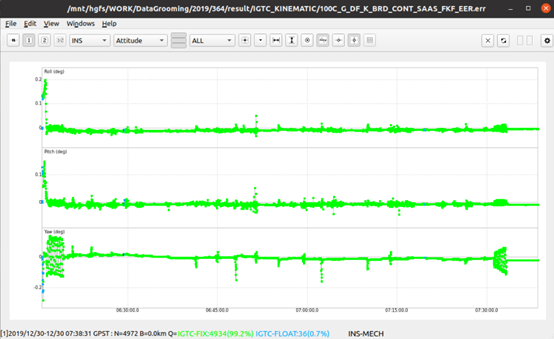 /mnt/hgfs/WORK/DataGrooming/2019/364/result/IGTC_KINEMATIC/100C_G_DF_K_BRD_CONT_SAAS_FKF_EER.err
File Edit View Windows Help
1 2 INS Attitude ALL
Roll (deg)
0.2
0.1
0
Pitch (deg)
0.1
0
Yaw (deg)
0
-0.2
06:30:00.0 06:45:00.0 07:00:00.0 07:15:00.0 07:30:00.0
[1]2019/12/30-12/30 07:38:31 GPST : N=4972 B=0.0km Q=IGTC-FIX:4934(99.2%) IGTC-FLOAT:36(0.7%) INS-MECH